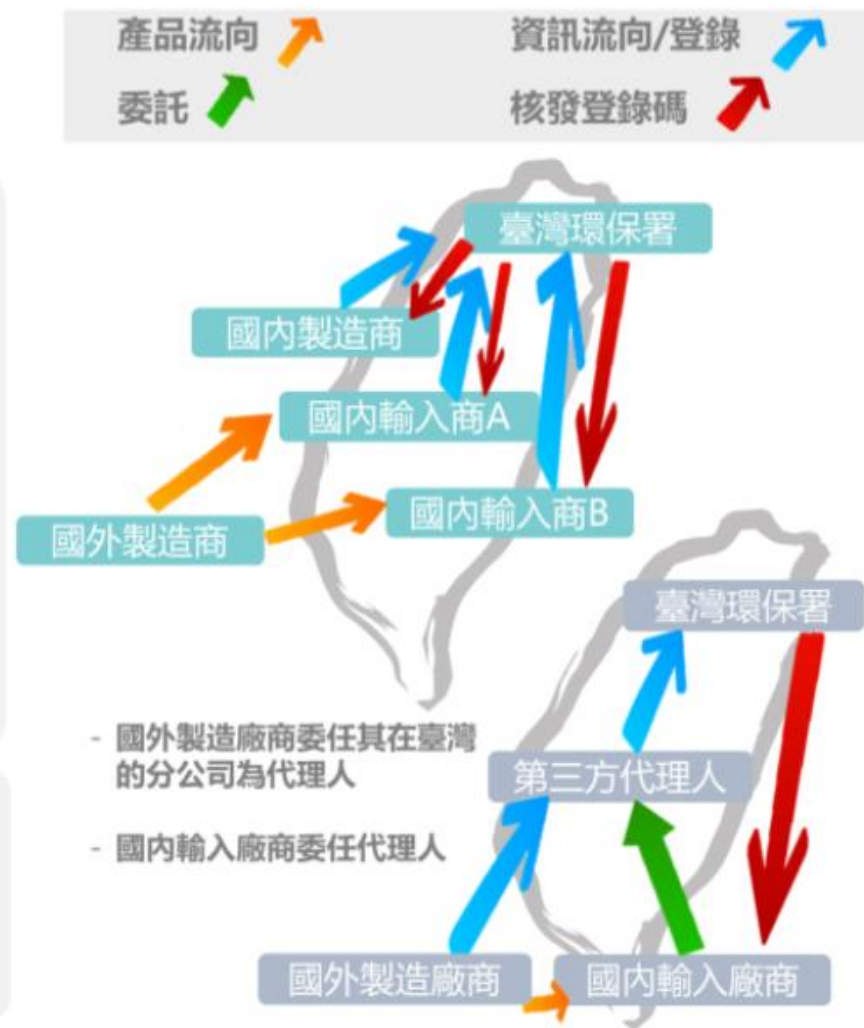 產品流向
資訊流向/登錄
委託
核發登錄碼
臺灣環保署
國內製造商
國內輸入商A
國內輸入商B
國外製造商
臺灣環保署
- 國外製造廠商委任其在臺灣
的分公司為代理人
第三方代理人
- 國內輸入廠商委任代理人
國外製造廠商
國內輸入廠商